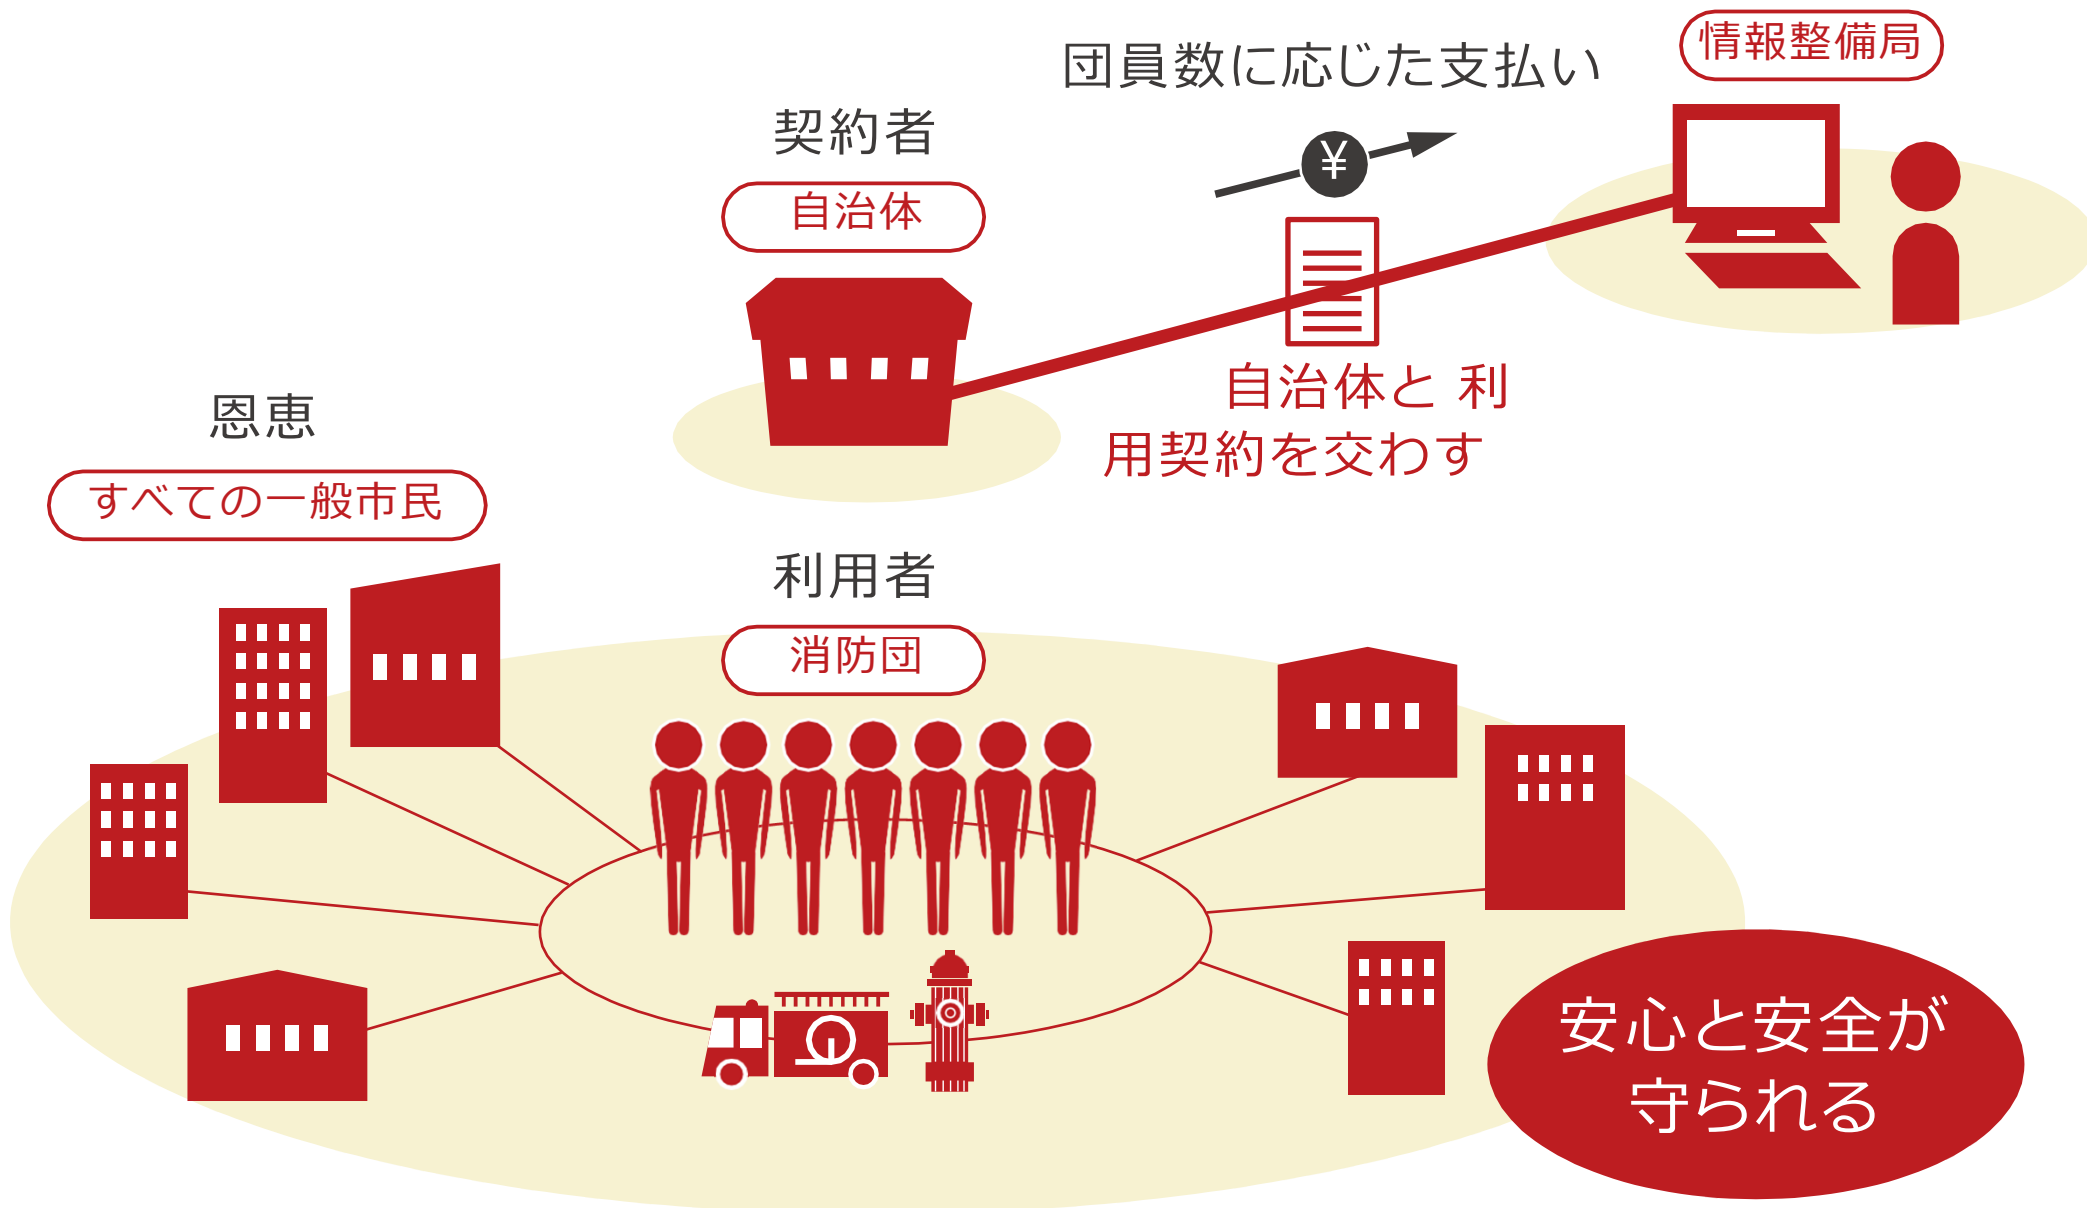 情報整備局
団員数に応じた支払い
¥
契約者
自治体
自治体と 利
用契約を交わす
恩恵
すべての一般市民
利用者
消防団
安心と安全が
守られる